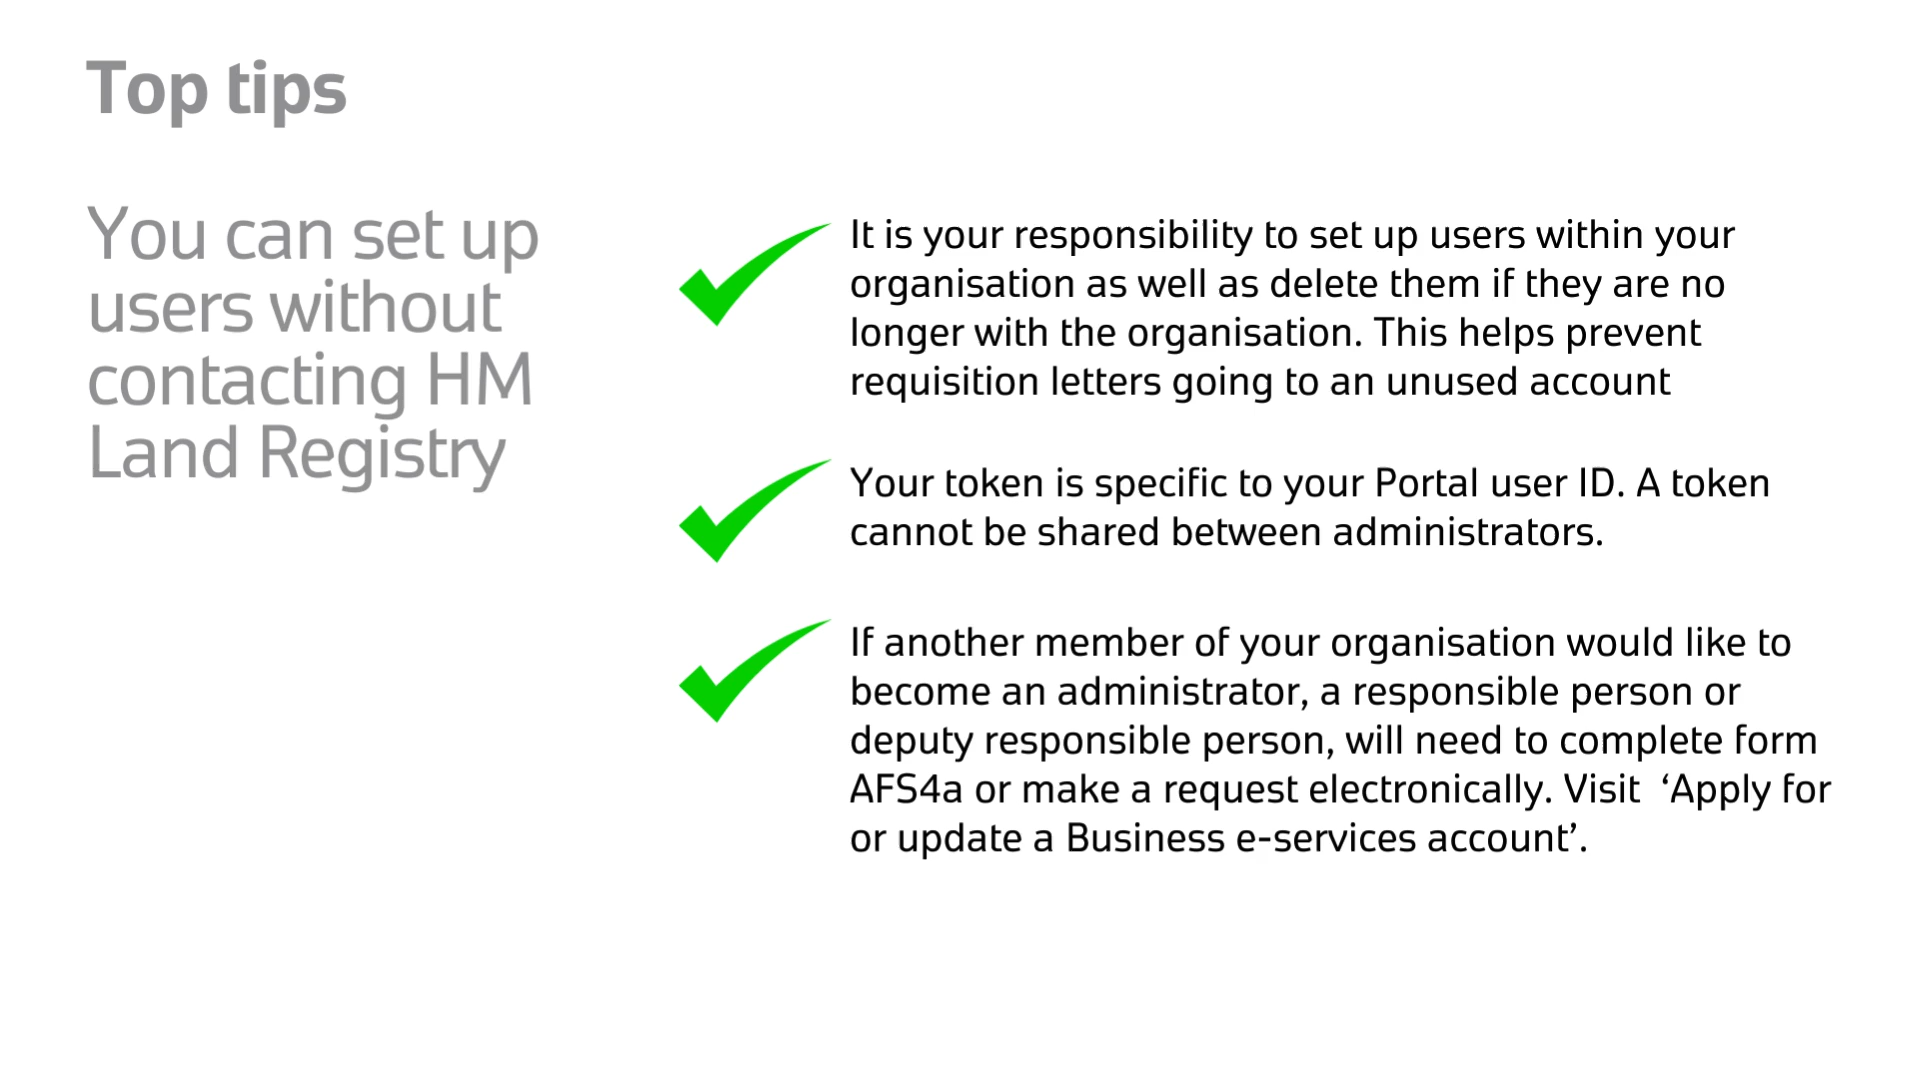 Top tips
You can set up
users without
contacting HM
Land Registry
It is your responsibility to set up users within your
organisation as well as delete them if they are no
longer with the organisation. This helps prevent
requisition letters going to an unused account
Your token is specific to your Portal user ID. A token
cannot be shared between administrators.
If another member of your organisation would like to
become an administrator, a responsible person or
deputy responsible person, will need to complete form
AFS4a or make a request electronically. Visit  ‘Apply for
or update a Business e-services account’.